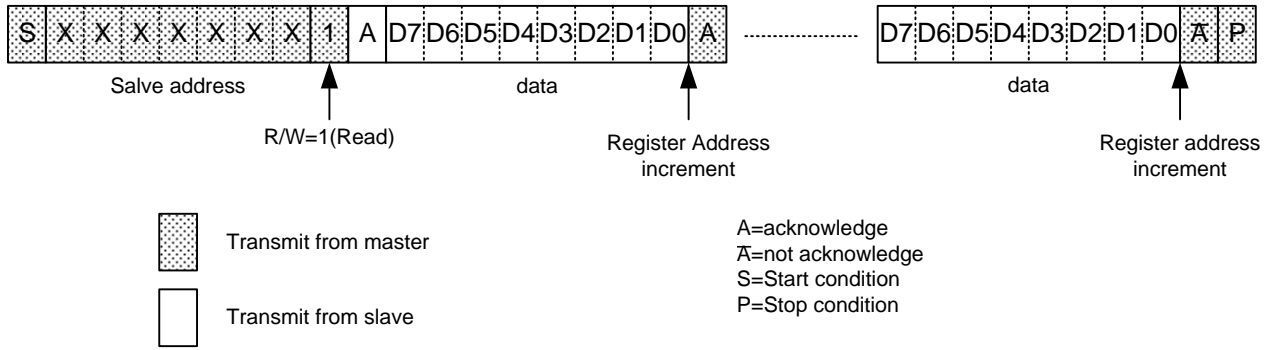 S X X X X X X X 1 A D7 D6 D5 D4 D3 D2 D1 D0 A D7 D6 D5 D4 D3 D2 D1 D0 A̅ P
Salve address
data
data
R/W=1(Read)
Register Address
increment
Register address
increment
Transmit from master
Transmit from slave
A=acknowledge
A̅=not acknowledge
S=Start condition
P=Stop condition